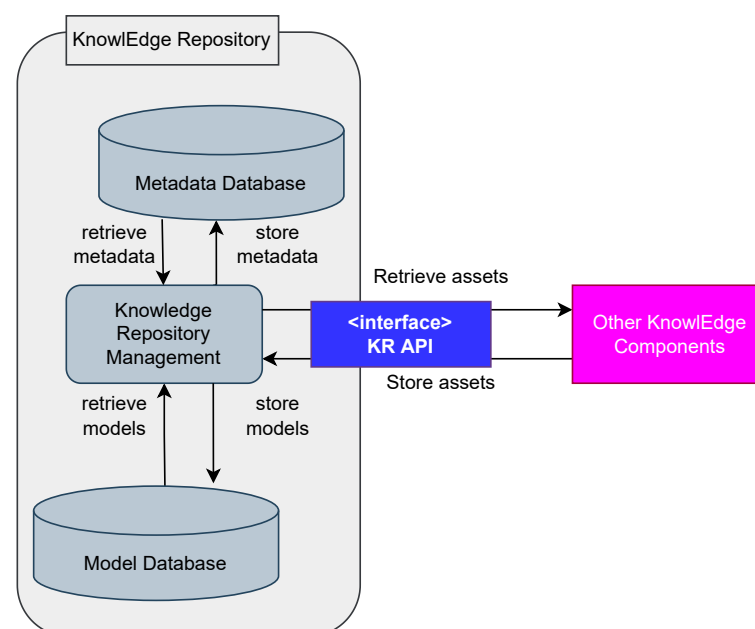 KnowlEdge Repository
Metadata Database
retrieve
metadata
store
metadata
Retrieve assets
Knowledge
Repository
Management
<interface>
KR API
Other KnowlEdge
Components
Store assets
retrieve
models
store
models
Model Database